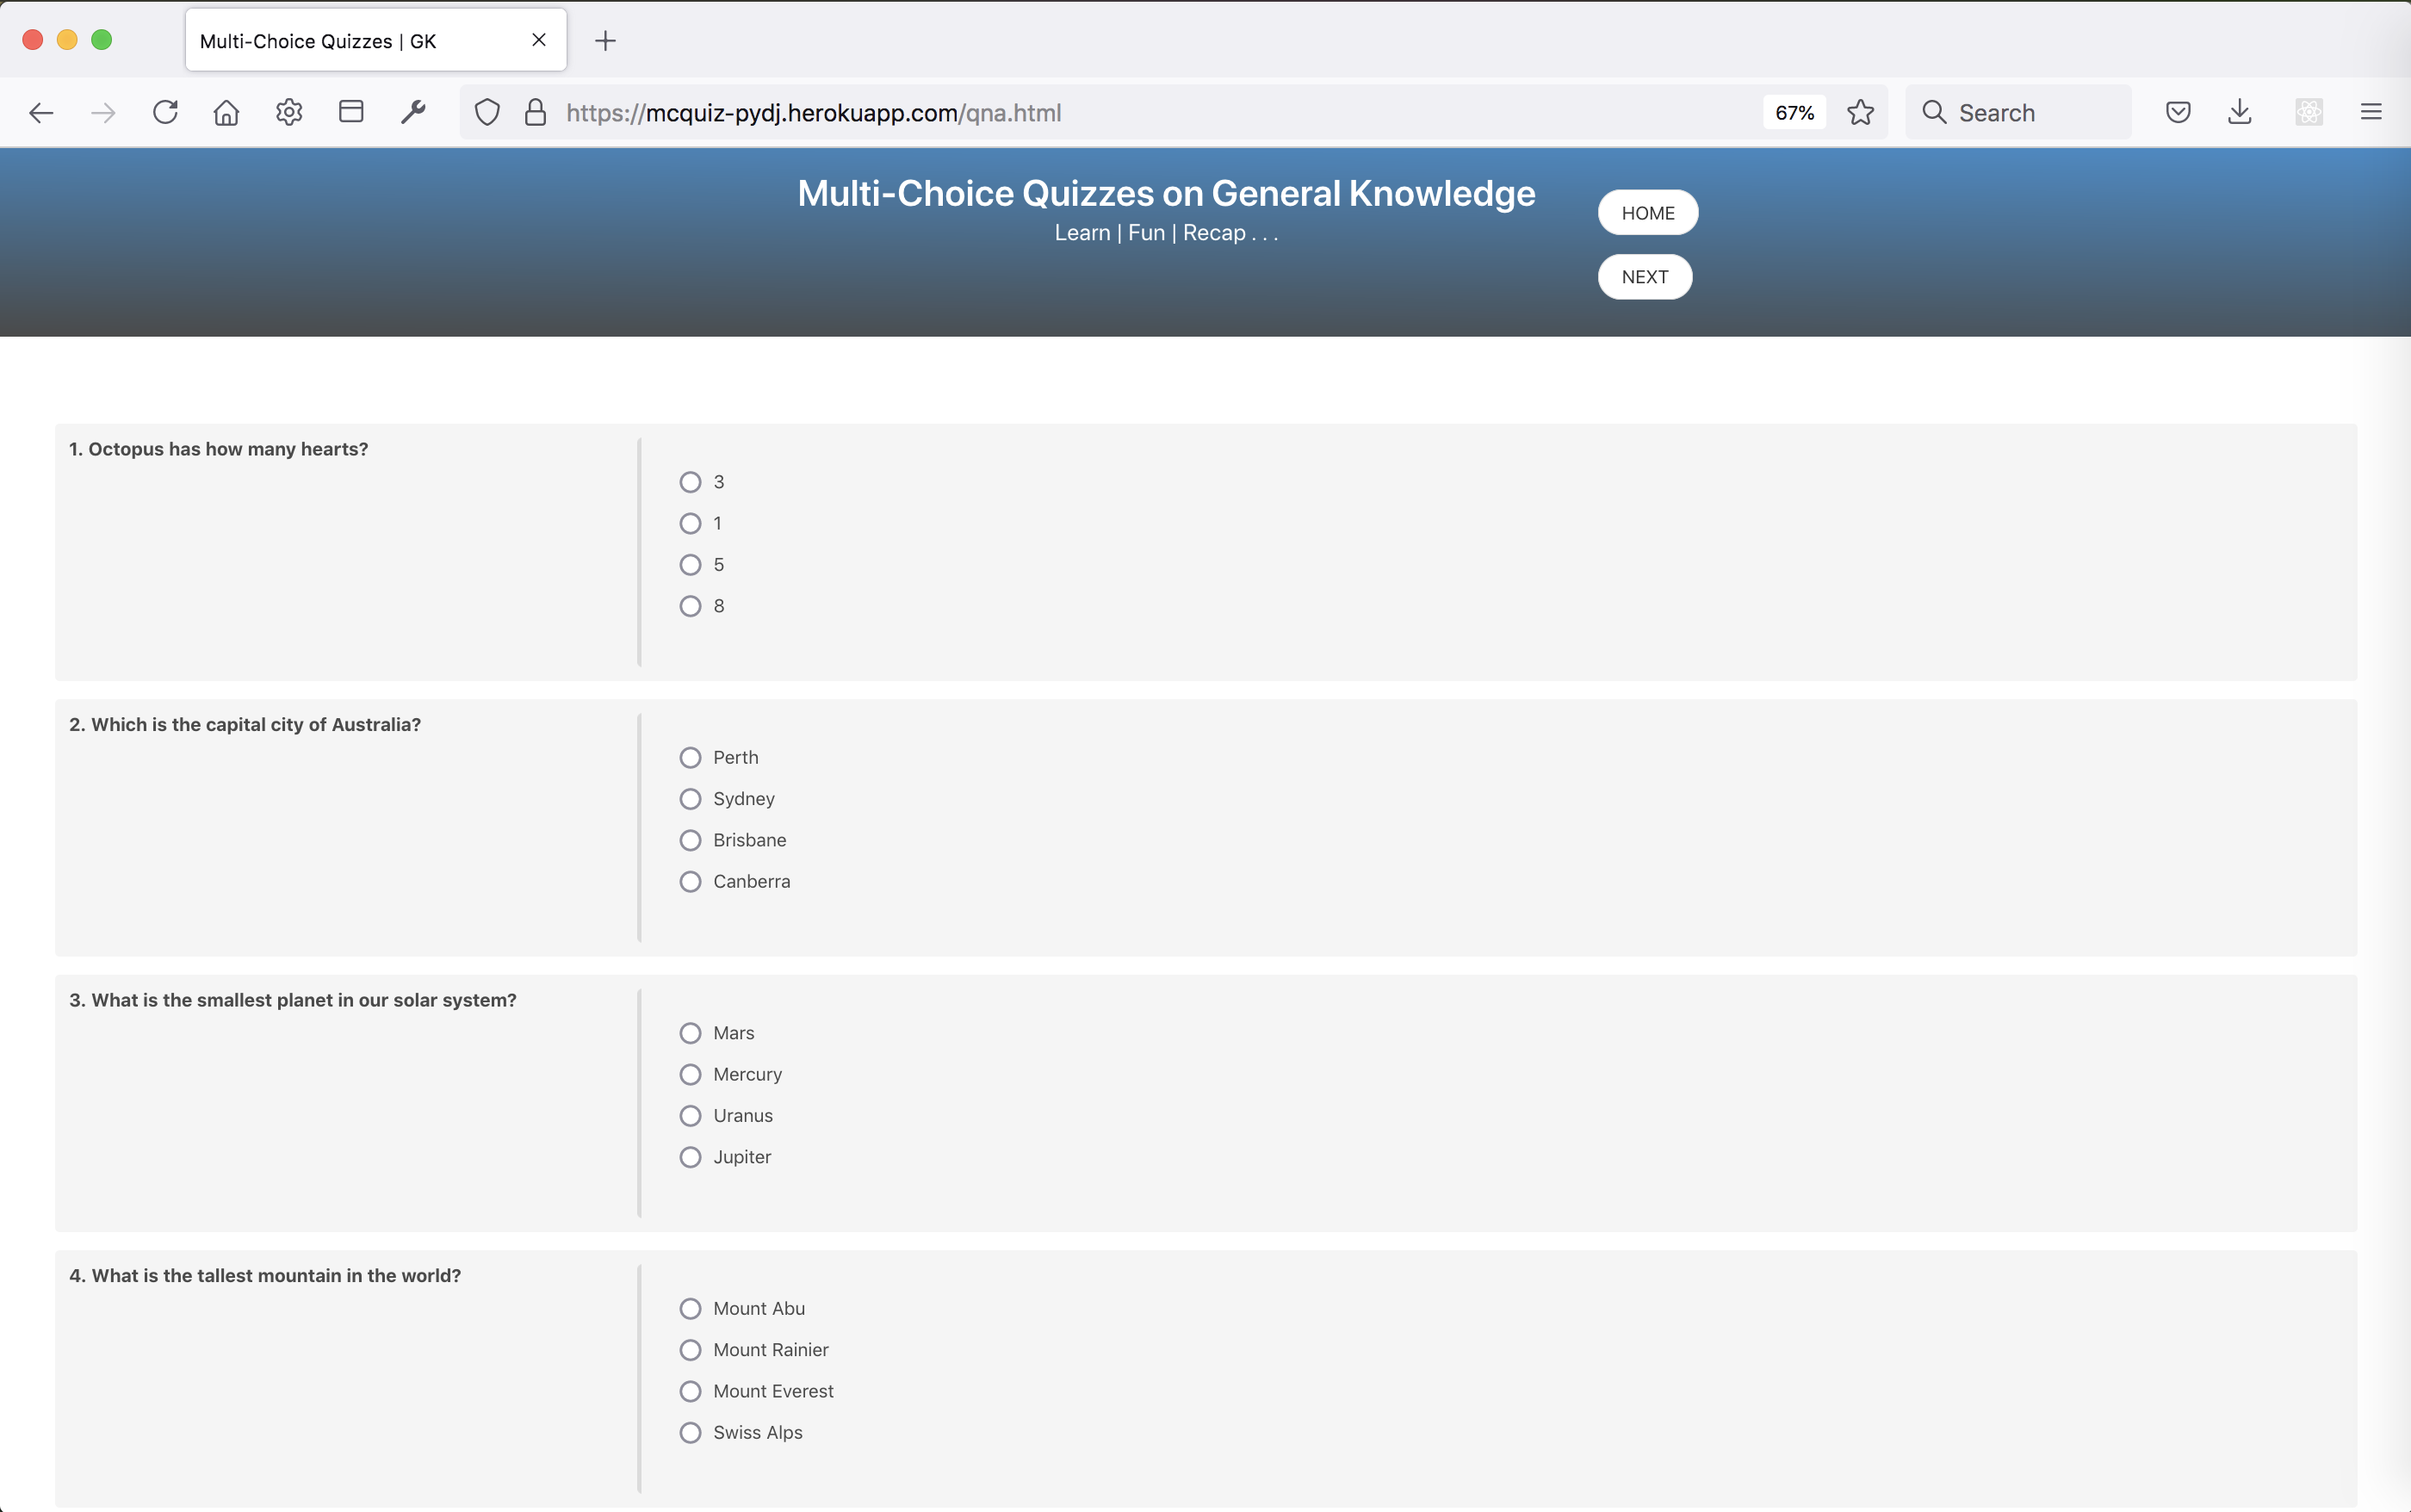 Multi-Choice Quizzes | GK
https://mcquiz-pydj.herokuapp.com/qna.html
67%
Search
Multi-Choice Quizzes on General Knowledge
Learn | Fun | Recap . . .
HOME
NEXT
1. Octopus has how many hearts?
3
1
5
8
2. Which is the capital city of Australia?
Perth
Sydney
Brisbane
Canberra
3. What is the smallest planet in our solar system?
Mars
Mercury
Uranus
Jupiter
4. What is the tallest mountain in the world?
Mount Abu
Mount Rainier
Mount Everest
Swiss Alps